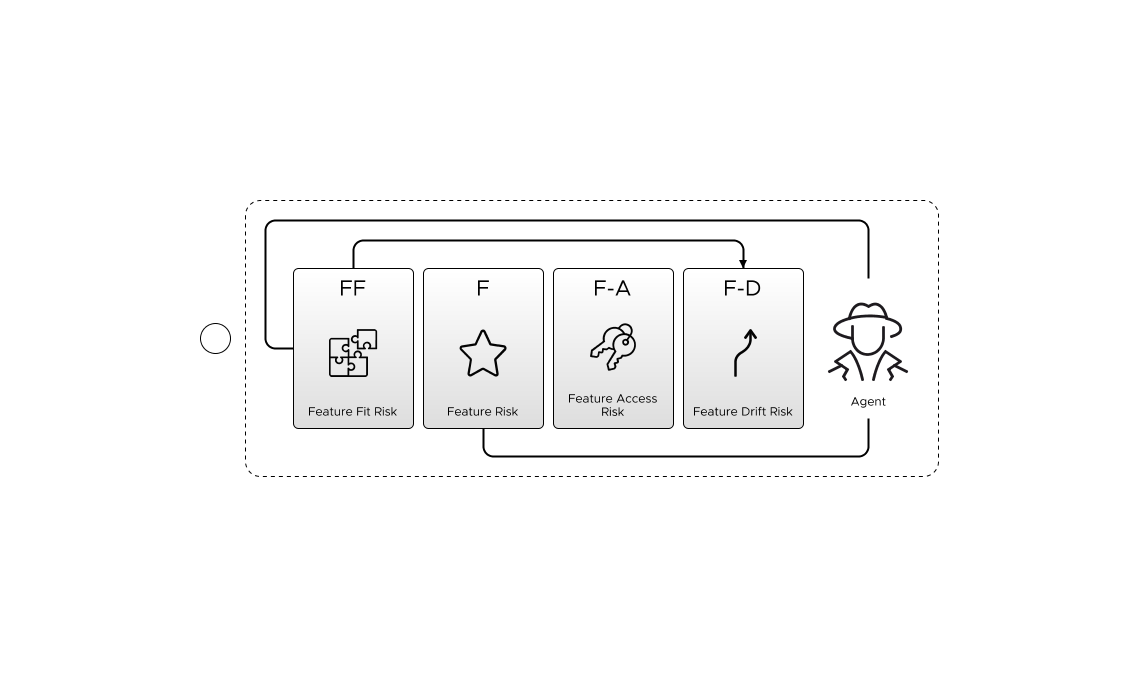 FF
F
F-A
F-D
Feature Fit Risk
Feature Risk
Feature Access
Risk
Feature Drift Risk
Agent